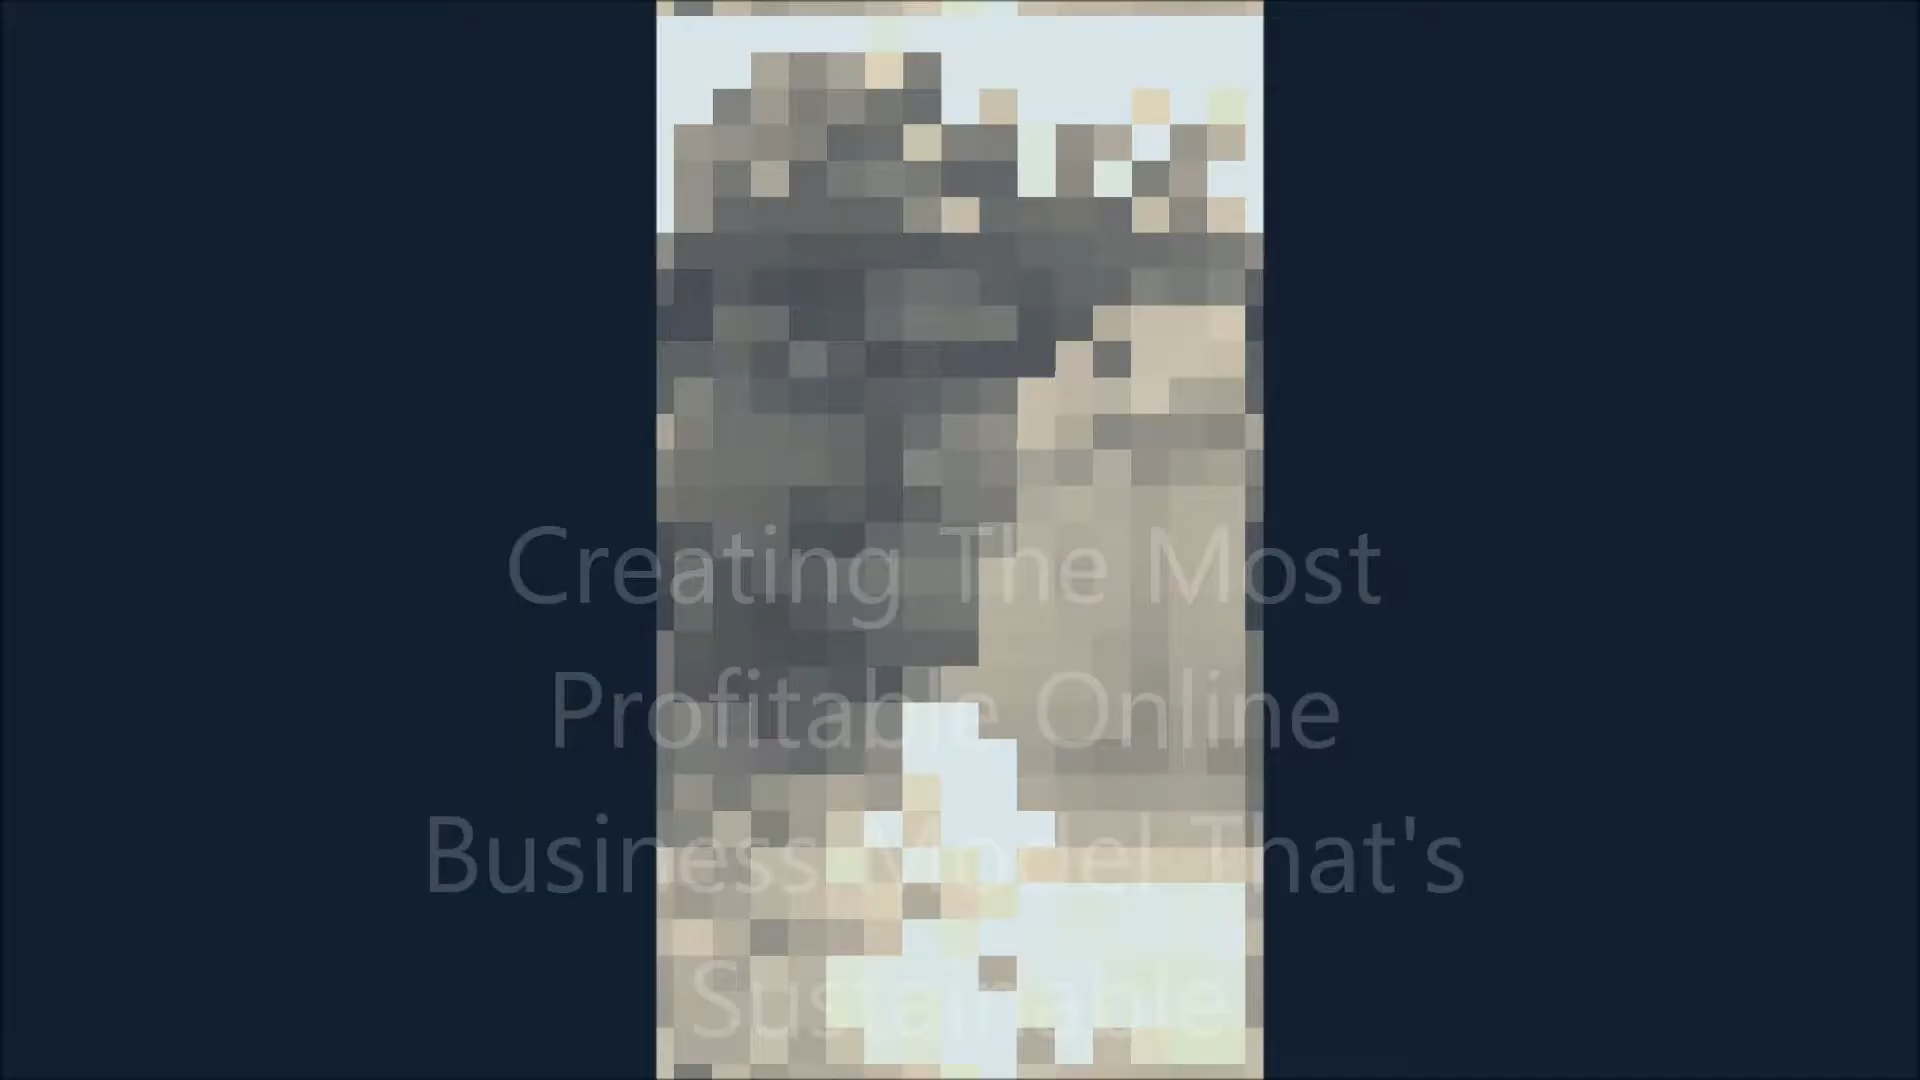 Creating The Most
Profitable Online
Business Model That's
Sustainable